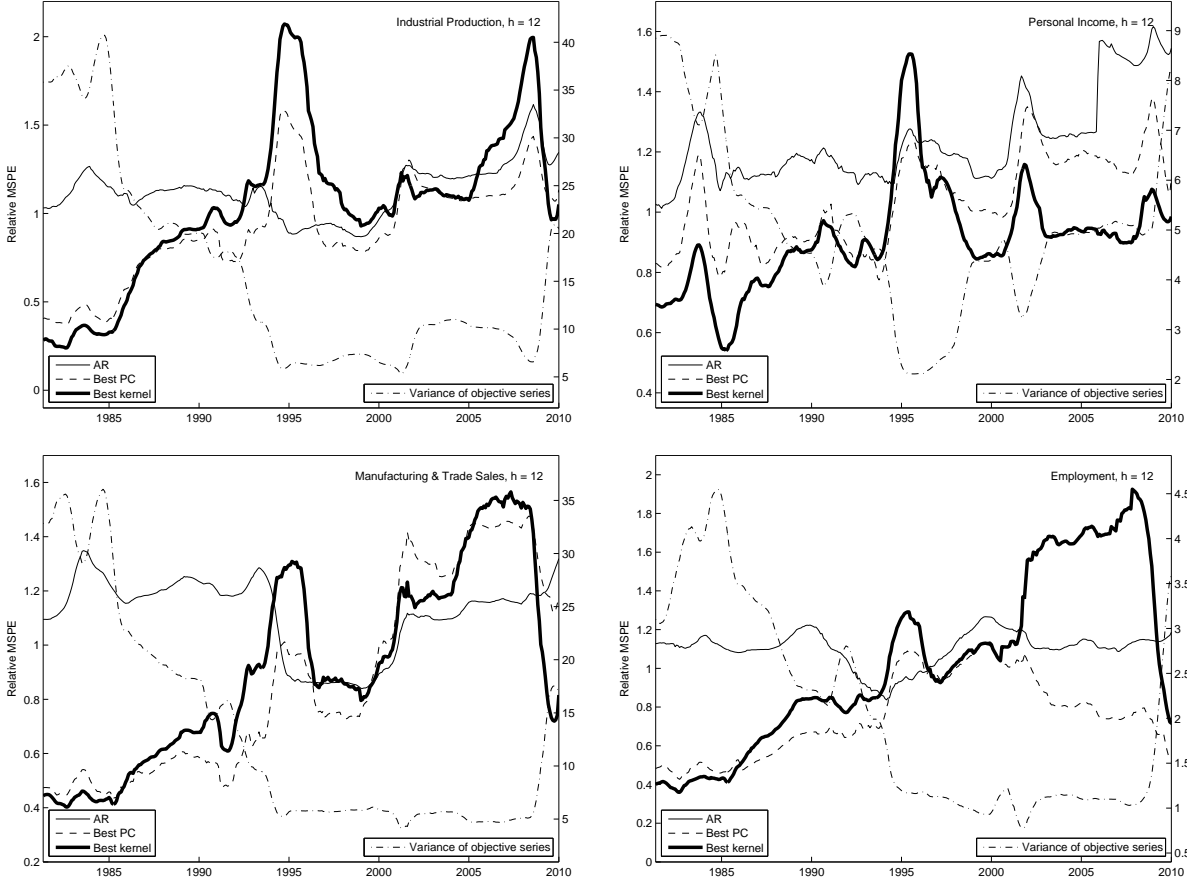 Industrial Production, h = 12
2
1.5
1
0.5
0
Relative MSPE
40
35
30
25
20
15
10
5
AR
Best PC
Best kernel
Variance of objective series
1985 1990 1995 2000 2005 2010
Personal Income, h = 12
1.6
1.4
1.2
1
0.8
0.6
0.4
Relative MSPE
9
8
7
6
5
4
3
2
AR
Best PC
Best kernel
Variance of objective series
1985 1990 1995 2000 2005 2010
Manufacturing & Trade Sales, h = 12
1.6
1.4
1.2
1
0.8
0.6
0.4
0.2
Relative MSPE
35
30
25
20
15
10
5
AR
Best PC
Best kernel
Variance of objective series
1985 1990 1995 2000 2005 2010
Employment, h = 12
2
1.8
1.6
1.4
1.2
1
0.8
0.6
0.4
0.2
0
Relative MSPE
4.5
4
3.5
3
2.5
2
1.5
1
0.5
AR
Best PC
Best kernel
Variance of objective series
1985 1990 1995 2000 2005 2010